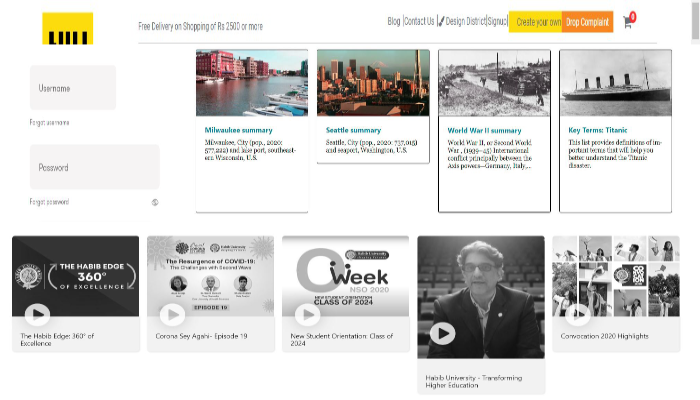 Free Delivery on Shopping of Rs 2500 or more
Blog |Contact Us | Design District|Signup
Create your own
Drop Complaint
0
Username
Forgot username
Password
Forgot password
Milwaukee summary
Milwaukee, City (pop., 2020:
577,222) and lake port, southeast-
ern Wisconsin, U.S.
Seattle summary
Seattle, City (pop., 2020: 737,015)
and seaport, Washington, U.S.
World War II summary
World War II, or Second World
War , (1939–45) International
conflict principally between the
Axis powers—Germany, Italy,...
Key Terms: Titanic
This list provides definitions of im-
portant terms that will help you
better understand the Titanic
disaster.
THE HABIB EDGE
360°
OF EXCELLENCE
The Habib Edge: 360° of
Excellence
The Resurgence of COVID-19:
The Challenges with Second Wave
EPISODE 19
Corona Sey Agahi- Episode 19
O Week
NSO 2020
NEW STUDENT ORIENTATION
CLASS OF 2024
New Student Orientation: Class of
2024
Habib University - Transforming
Higher Education
Convocation 2020 Highlights